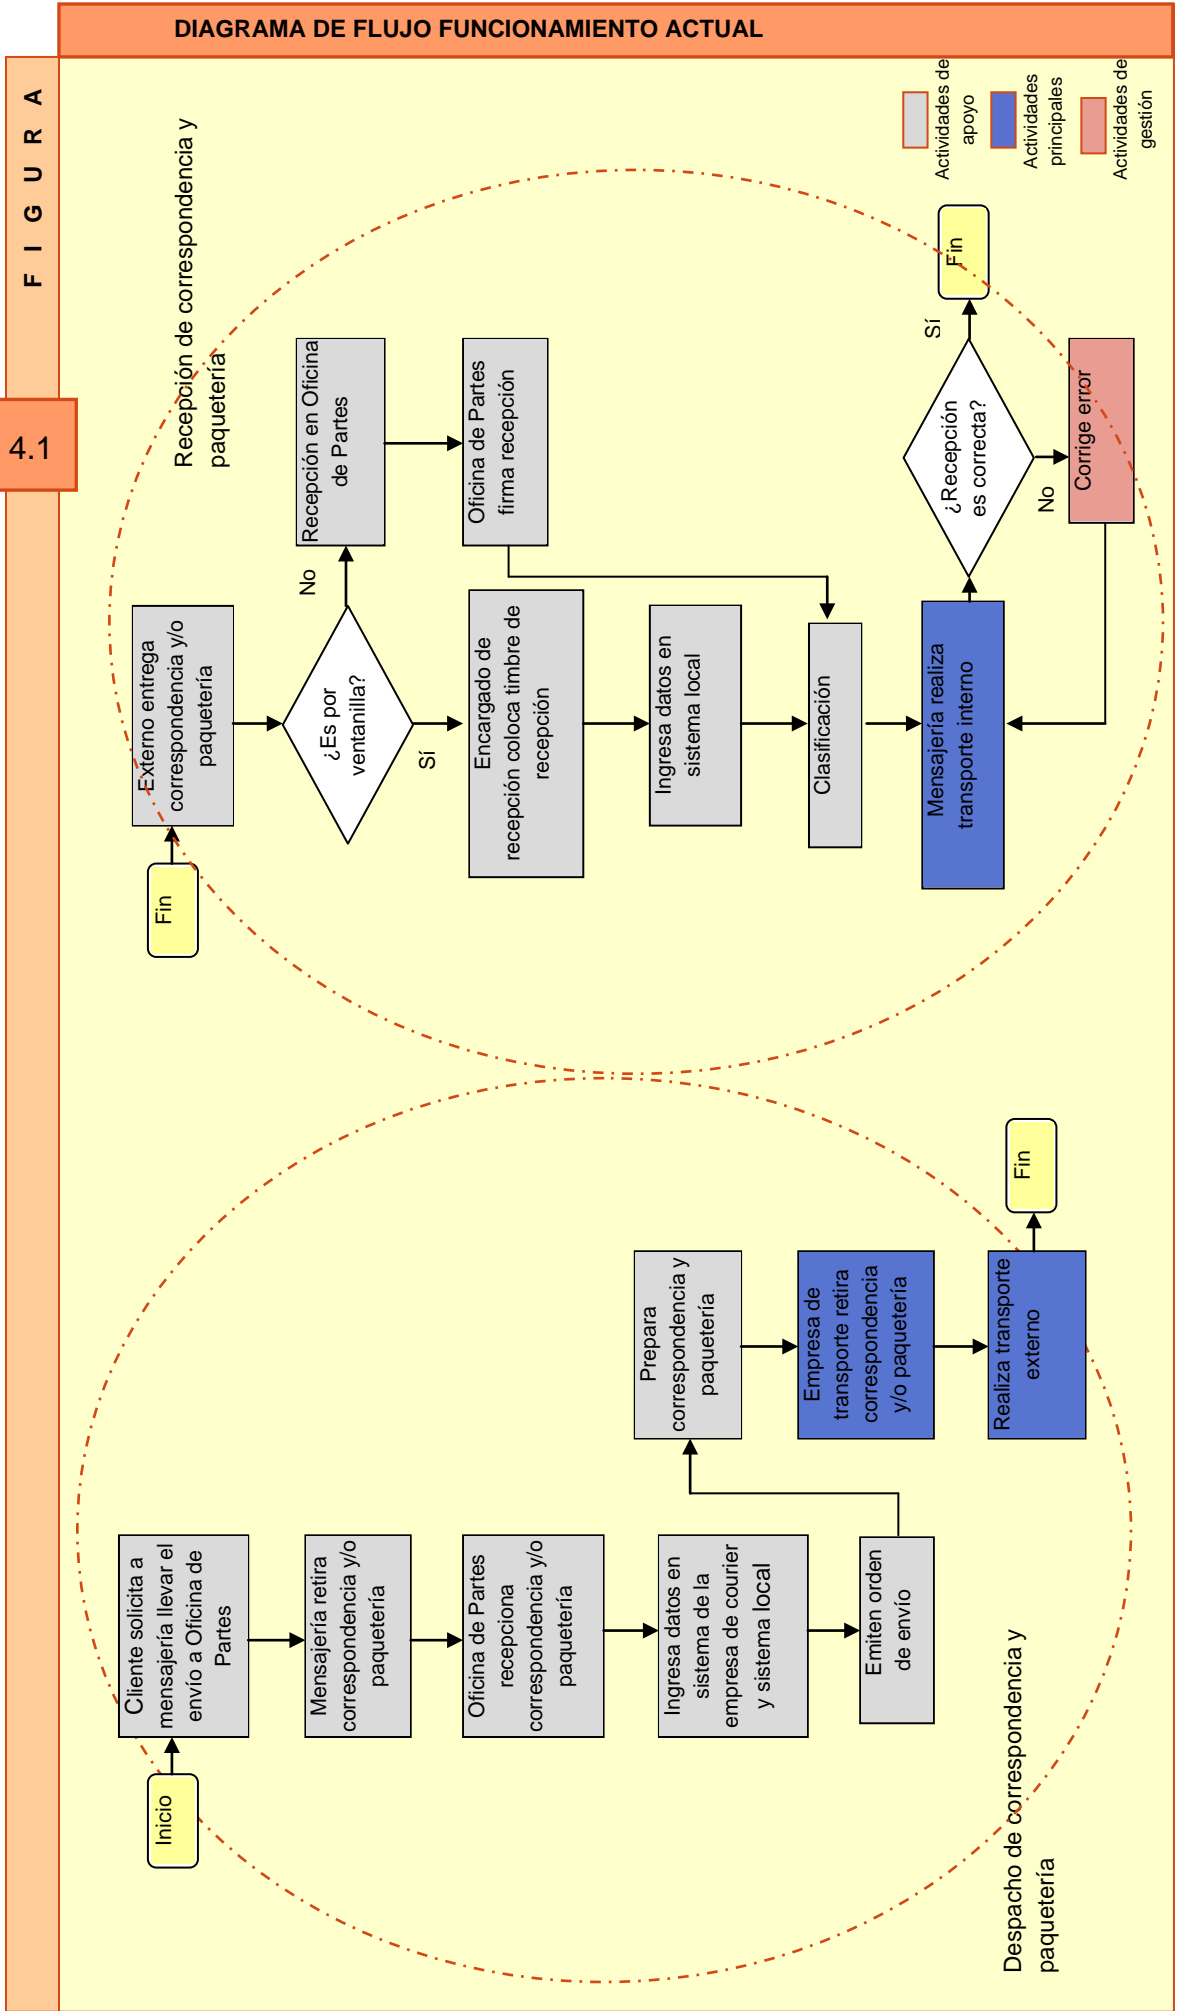 DIAGRAMA DE FLUJO FUNCIONAMIENTO ACTUAL
FIGURA
4.1
Despacho de correspondencia y
paquetería
Inicio
Cliente solicita a
mensajería llevar el
envío a Oficina de
Partes
Mensajería retira
correspondencia y/o
paquetería
Oficina de Partes
recepciona
correspondencia y/o
paquetería
Ingresa datos en
sistema de la
empresa de courier
y sistema local
Emiten orden
de envío
Prepara
correspondencia y
paquetería
Empresa de
transporte retira
correspondencia
y/o paquetería
Realiza transporte
externo
Fin
Recepción de correspondencia y
paquetería
Fin
Externo entrega
correspondencia y/o
paquetería
¿Es por
ventanilla?
No
Sí
Recepción en Oficina
de Partes
Oficina de Partes
firma recepción
Encargado de
recepción coloca timbre de
recepción
Ingresa datos en
sistema local
Clasificación
Mensajería realiza
transporte interno
¿Recepción
es correcta?
Sí
No
Fin
Corrige error
Actividades de
apoyo
Actividades
principales
Actividades de
gestión